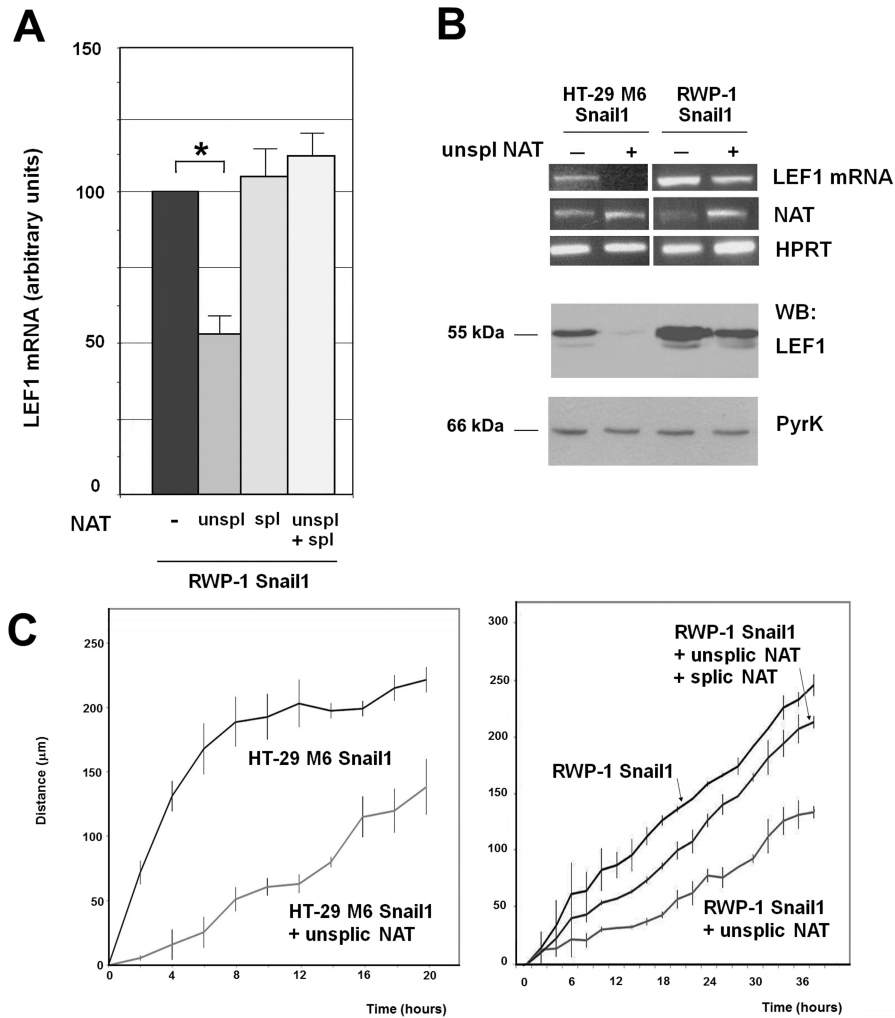 A
150
100
50
0
LEF1 mRNA (arbitrary units)
*
NAT
- unspl spl unspl
+ spl
RWP-1 Snail1
B
HT-29 M6
Snail1
RWP-1
Snail1
unspl NAT – + – +
LEF1 mRNA
NAT
HPRT
55 kDa
WB:
LEF1
66 kDa
PyrK
C
250
200
150
100
50
0
Distance (μm)
HT-29 M6 Snail1
HT-29 M6 Snail1
+ unsplic NAT
0 4 8 12 16 20
Time (hours)
300
250
200
150
100
50
0
RWP-1 Snail1
+ unsplic NAT
+ splic NAT
RWP-1 Snail1
RWP-1 Snail1
+ unsplic NAT
0 6 12 18 24 30 36
Time (hours)